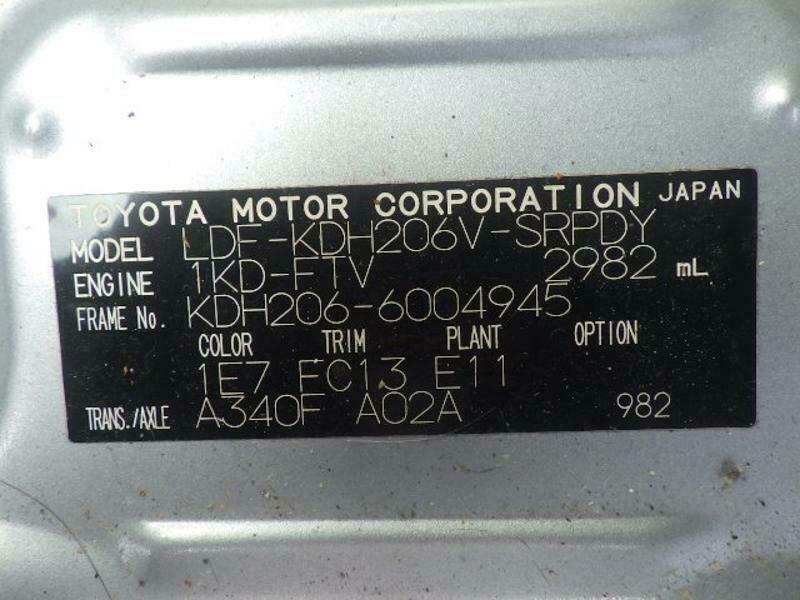 TOYOTA MOTOR CORPORATION JAPAN
MODEL LDF-KDH206V-SRPDY
ENGINE 1KD-FTV 2982 mL
FRAME No. KDH206-6004945
COLOR TRIM PLANT OPTION
1E7 FC13 E11
TRANS./AXLE A340F A02A 982